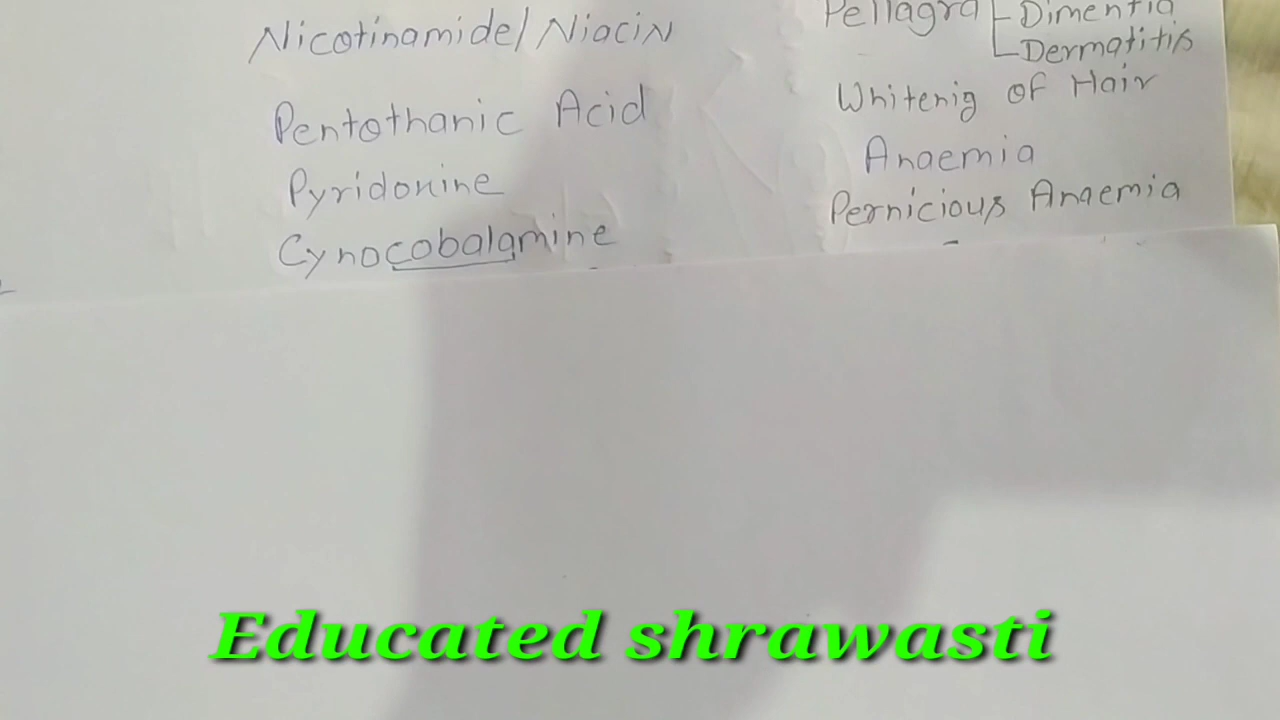 Nicotinamide/Niacin Pellagra Dimentia
Dermatitis
Pentothanic Acid Whitenig of Hair
Pyridonine Anaemia
Cynocobalamine Pernicious Anaemia
Educated shrawasti